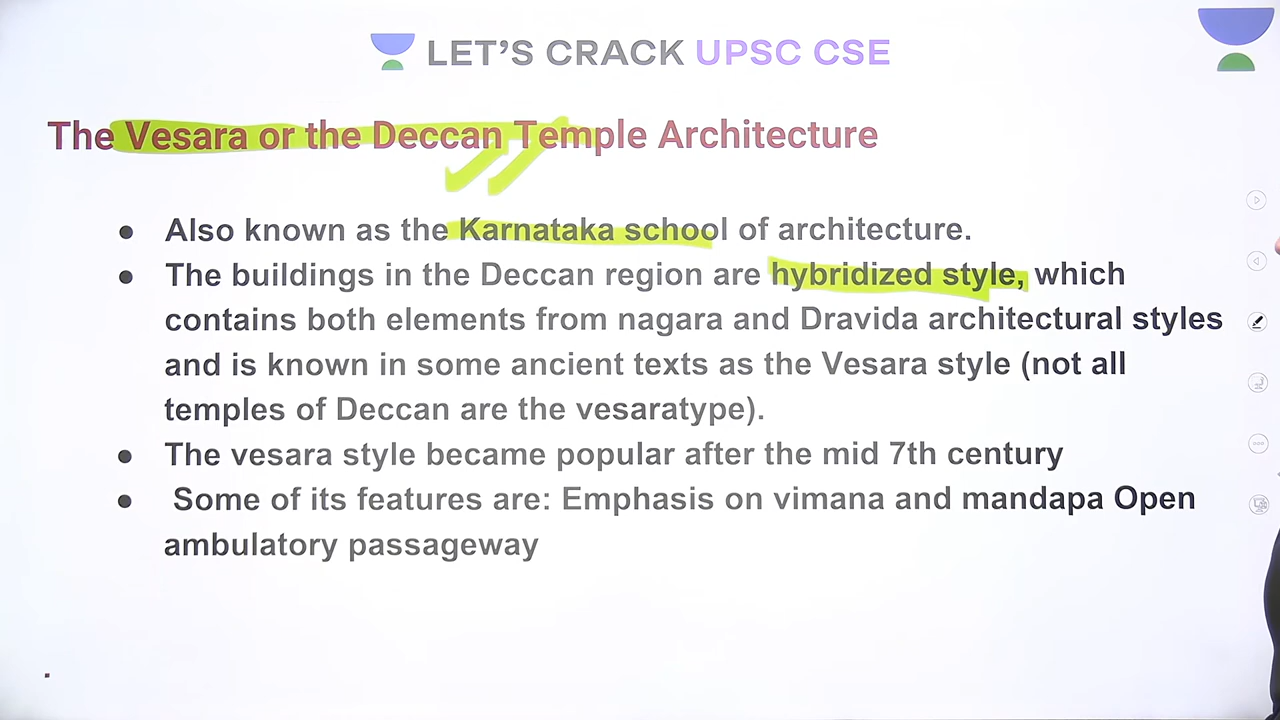 LET'S CRACK UPSC CSE
The Vesara or the Deccan Temple Architecture
● Also known as the Karnataka school of architecture.
● The buildings in the Deccan region are hybridized style, which
contains both elements from nagara and Dravida architectural styles
and is known in some ancient texts as the Vesara style (not all
temples of Deccan are the vesaratype).
● The vesara style became popular after the mid 7th century
● Some of its features are: Emphasis on vimana and mandapa Open
ambulatory passageway